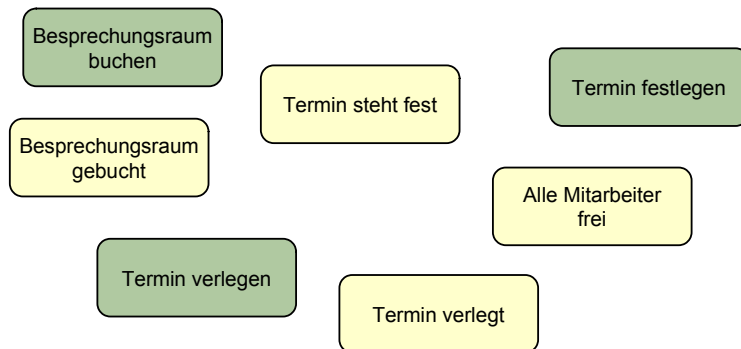 Besprechungsraum
buchen
Termin steht fest
Termin festlegen
Besprechungsraum
gebucht
Alle Mitarbeiter
frei
Termin verlegen
Termin verlegt